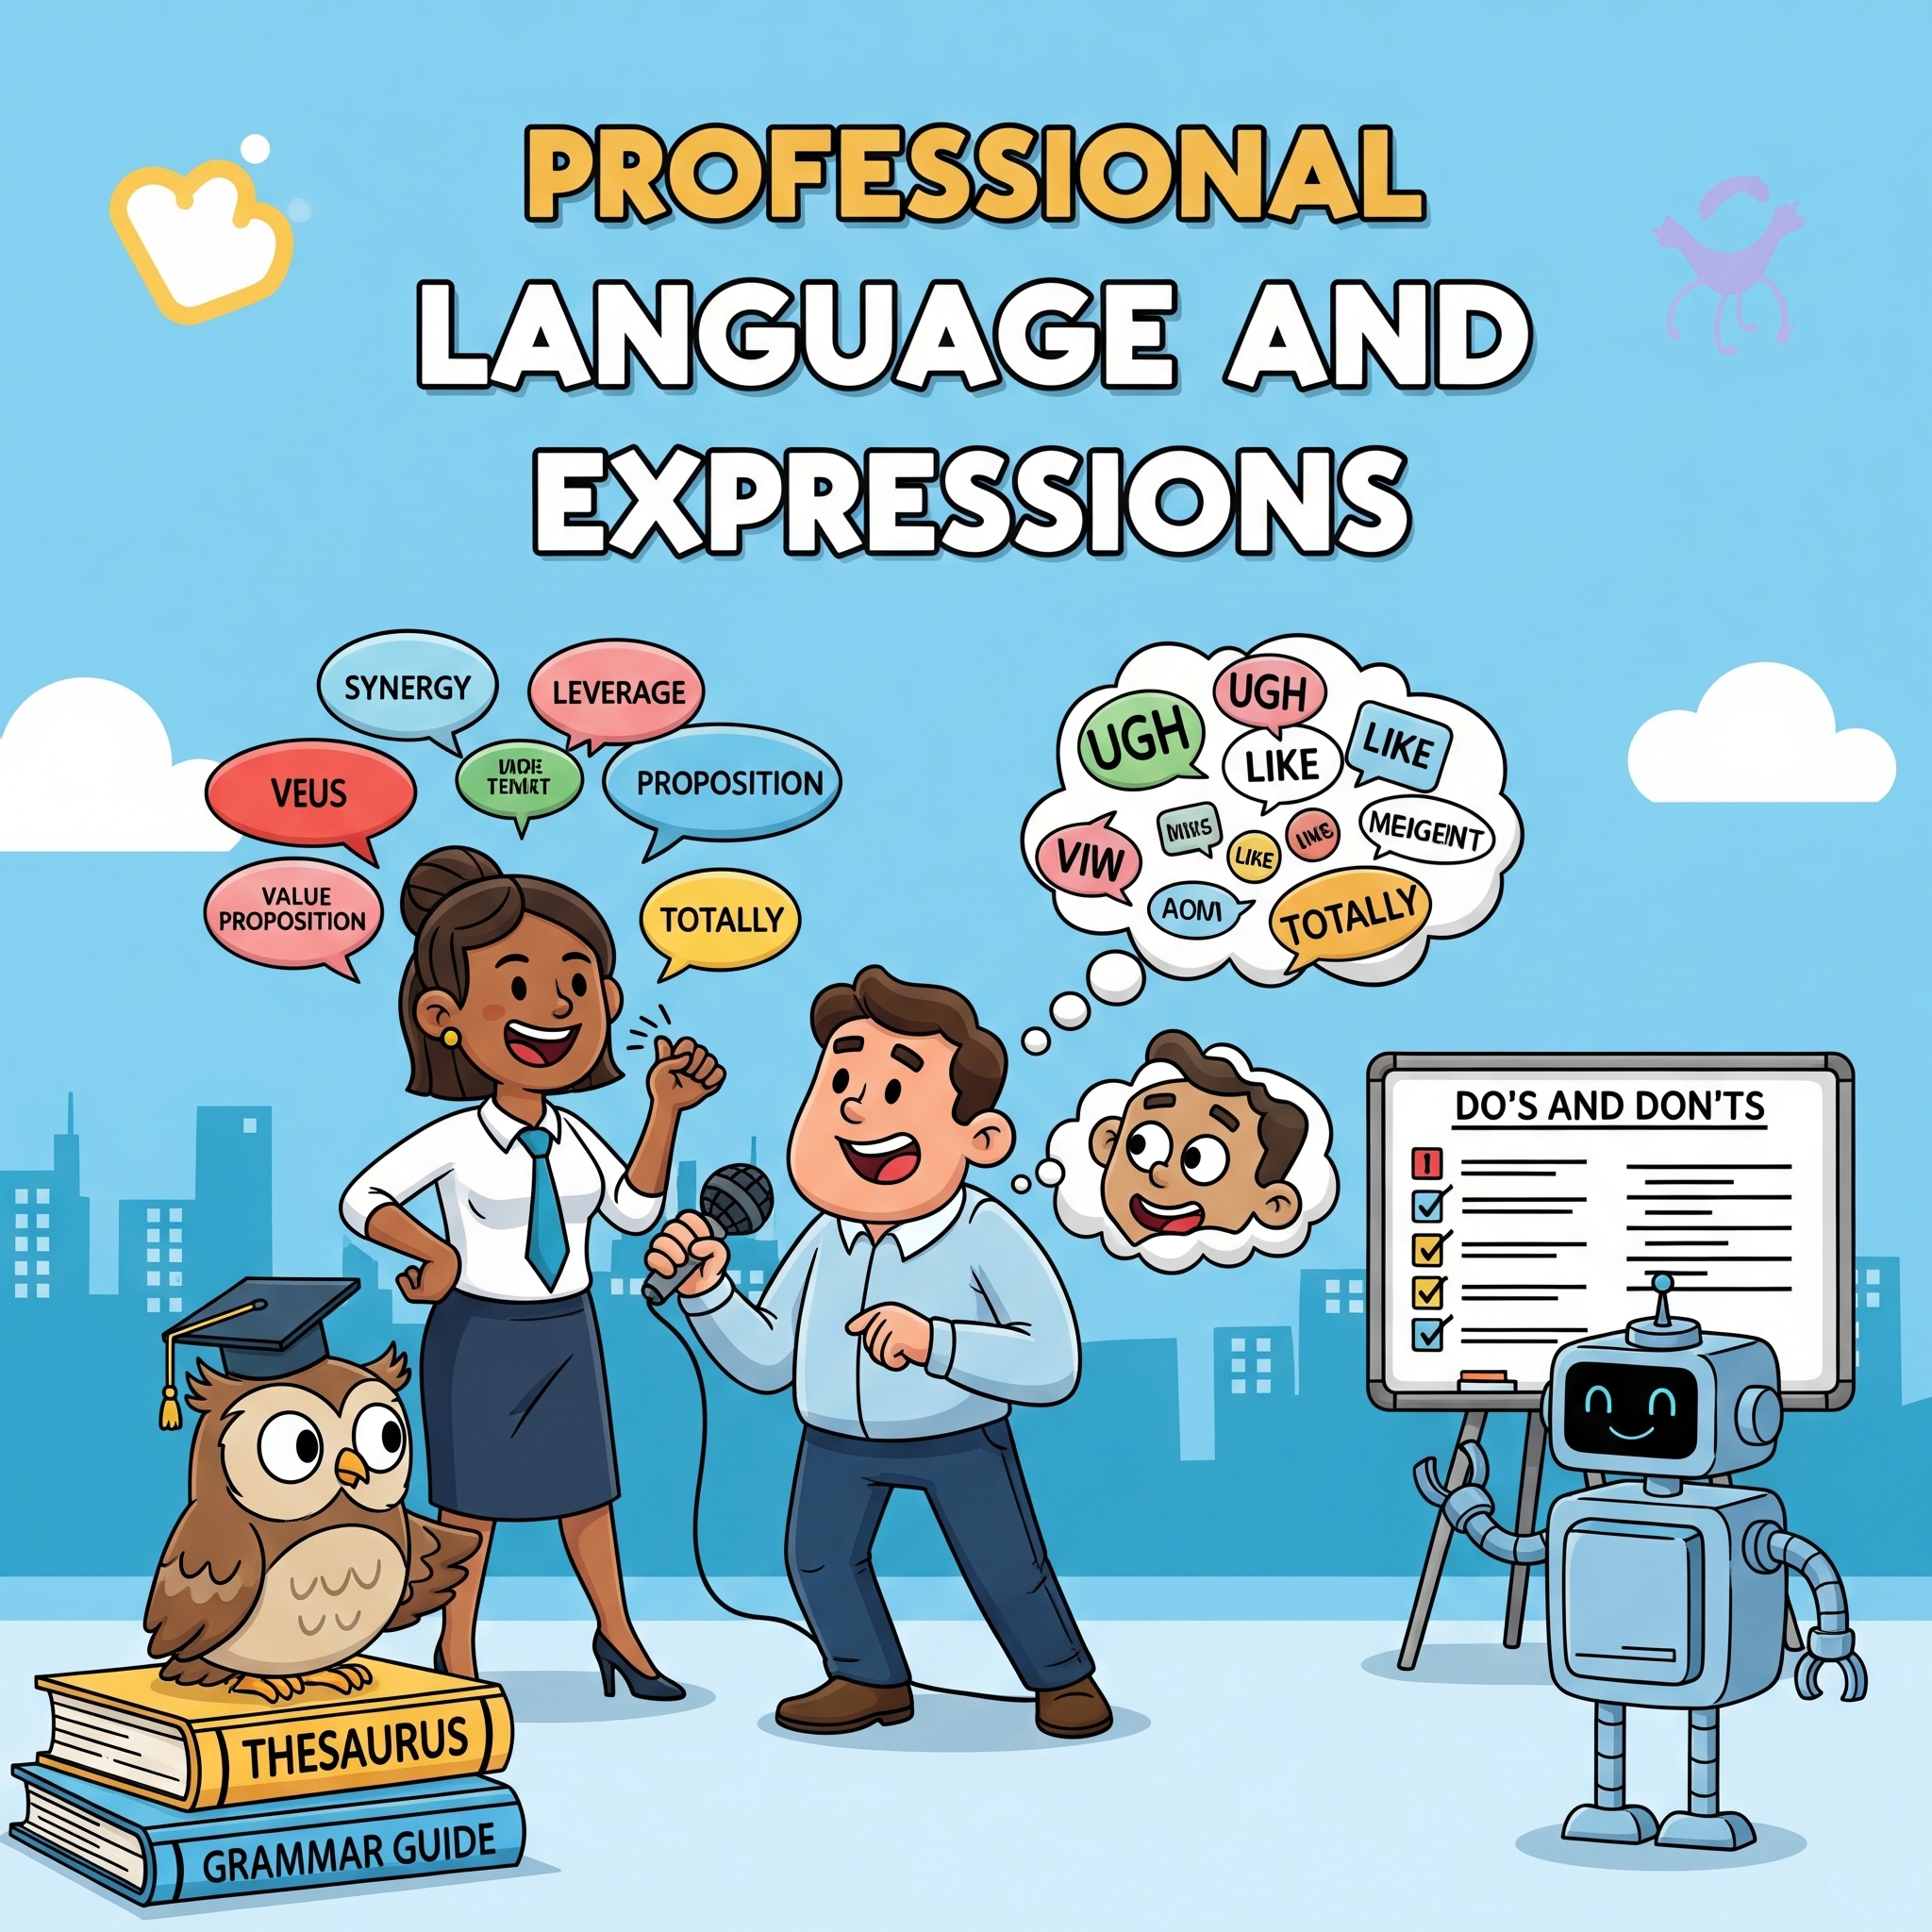 PROFESSIONAL
LANGUAGE AND
EXPRESSIONS
SYNERGY
LEVERAGE
VEUS
PROPOSITION
VALUE
PROPOSITION
TOTALLY
UGH
UGH
LIKE
LIKE
VIW
LIKE
MEIGEINT
AONI
TOTALLY
DO'S AND DON'TS
THESAURUS
GRAMMAR GUIDE